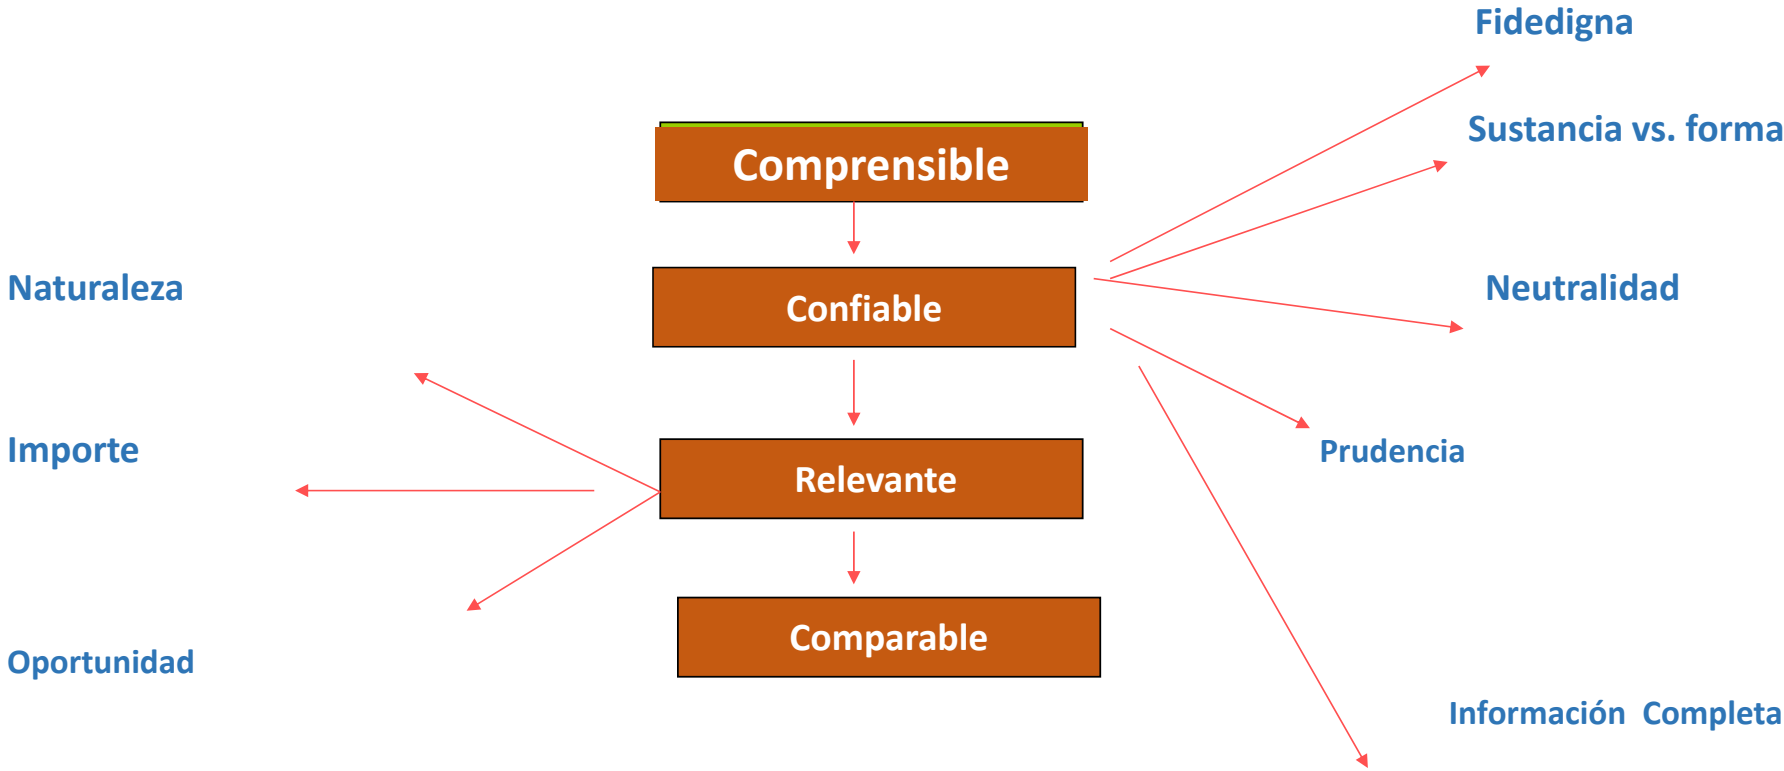 Fidedigna
Sustancia vs. forma
Comprensible
Naturaleza
Confiable
Neutralidad
Importe
Relevante
Prudencia
Comparable
Oportunidad
Información  Completa